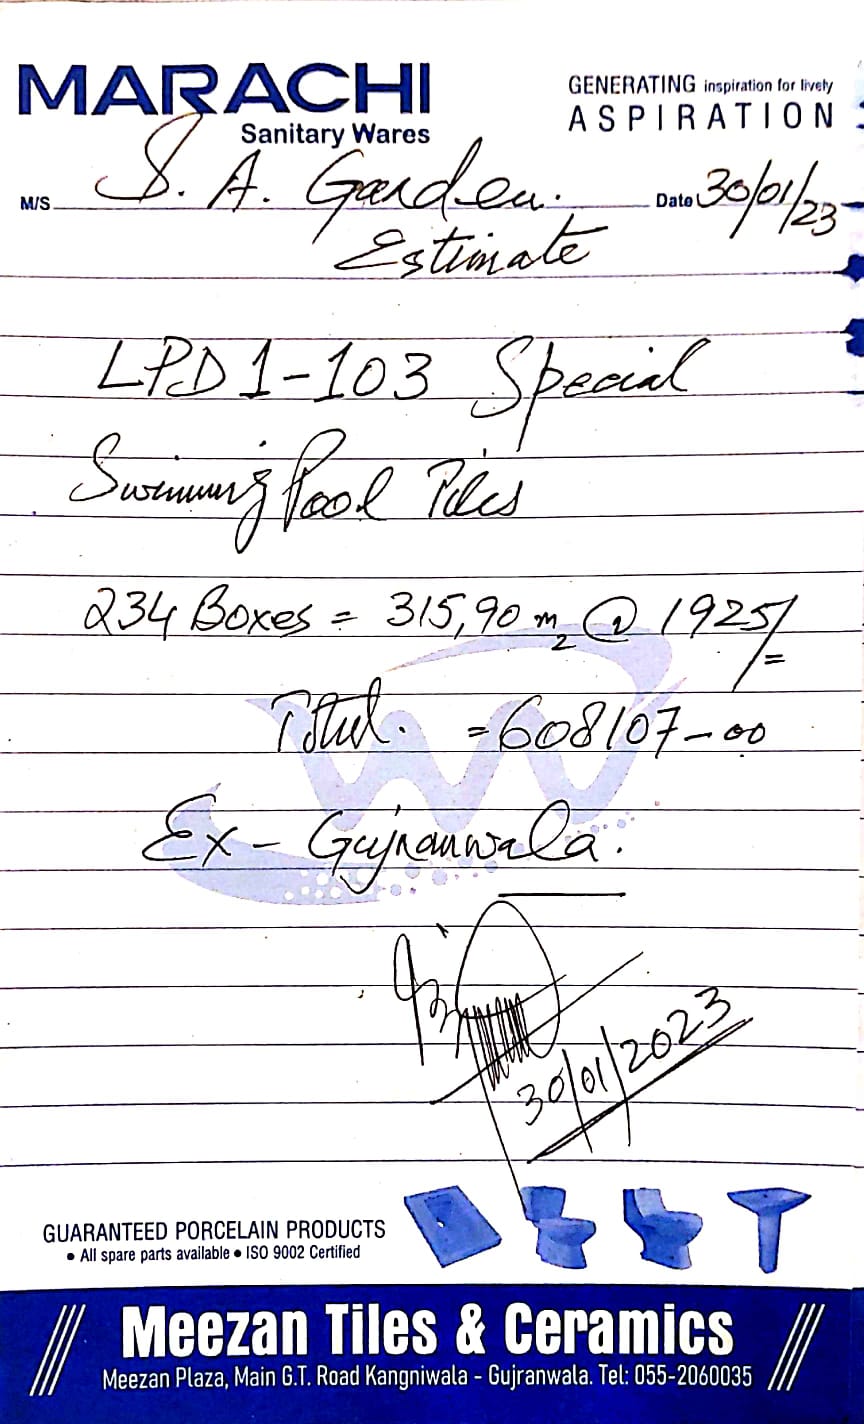 MARACHI
Sanitary Wares
GENERATING inspiration for lively
ASPIRATION
M/S S. A. Garden. Date 30/01/23
Estimate
LPD 1-103 Special
Swimming Pool Tiles
234 Boxes = 315,90 m2 @ 1925/=
Total. = 608107-00
Ex- Gujranwala.
30/01/2023
GUARANTEED PORCELAIN PRODUCTS
• All spare parts available • ISO 9002 Certified
Meezan Tiles & Ceramics
Meezan Plaza, Main G.T. Road Kangniwala - Gujranwala. Tel: 055-2060035